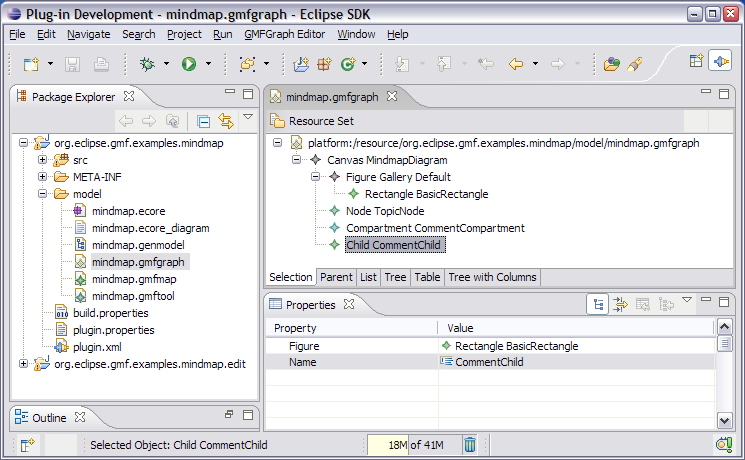 Plug-in Development - mindmap.gmfgraph - Eclipse SDK
File Edit Navigate Search Project Run GMFGraph Editor Window Help
Package Explorer
org.eclipse.gmf.examples.mindmap
src
META-INF
model
mindmap.ecore
mindmap.ecore_diagram
mindmap.genmodel
mindmap.gmfgraph
mindmap.gmfmap
mindmap.gmftool
build.properties
plugin.properties
plugin.xml
org.eclipse.gmf.examples.mindmap.edit
Outline
mindmap.gmfgraph
Resource Set
platform:/resource/org.eclipse.gmf.examples.mindmap/model/mindmap.gmfgraph
Canvas MindmapDiagram
Figure Gallery Default
Rectangle BasicRectangle
Node TopicNode
Compartment CommentCompartment
Child CommentChild
Selection Parent List Tree Table Tree with Columns
Properties
Property Value
Figure Rectangle BasicRectangle
Name CommentChild
Selected Object: Child CommentChild
18M of 41M